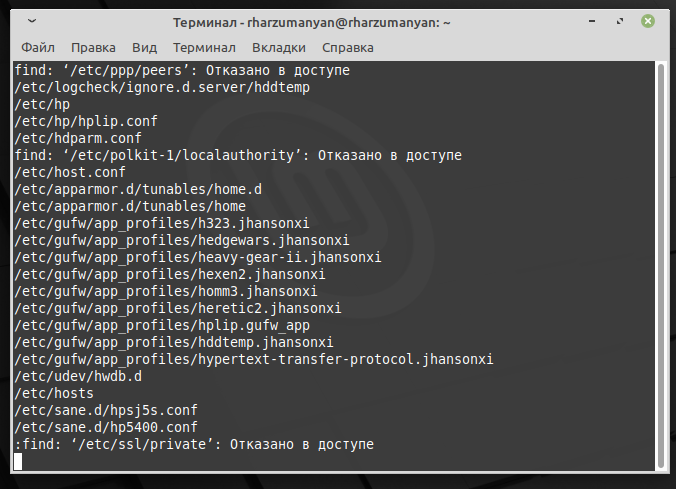 Терминал - rharzumanyan@rharzumanyan: ~
Файл Правка Вид Терминал Вкладки Справка
find: ‘/etc/ppp/peers’: Отказано в доступе
/etc/logcheck/ignore.d.server/hddtemp
/etc/hp
/etc/hp/hplip.conf
/etc/hdparm.conf
find: ‘/etc/polkit-1/localauthority’: Отказано в доступе
/etc/host.conf
/etc/apparmor.d/tunables/home.d
/etc/apparmor.d/tunables/home
/etc/gufw/app_profiles/h323.jhansonxi
/etc/gufw/app_profiles/hedgewars.jhansonxi
/etc/gufw/app_profiles/heavy-gear-ii.jhansonxi
/etc/gufw/app_profiles/hexen2.jhansonxi
/etc/gufw/app_profiles/homm3.jhansonxi
/etc/gufw/app_profiles/heretic2.jhansonxi
/etc/gufw/app_profiles/hplip.gufw_app
/etc/gufw/app_profiles/hddtemp.jhansonxi
/etc/gufw/app_profiles/hypertext-transfer-protocol.jhansonxi
/etc/udev/hwdb.d
/etc/hosts
/etc/sane.d/hpsj5s.conf
/etc/sane.d/hp5400.conf
:find: ‘/etc/ssl/private’: Отказано в доступе